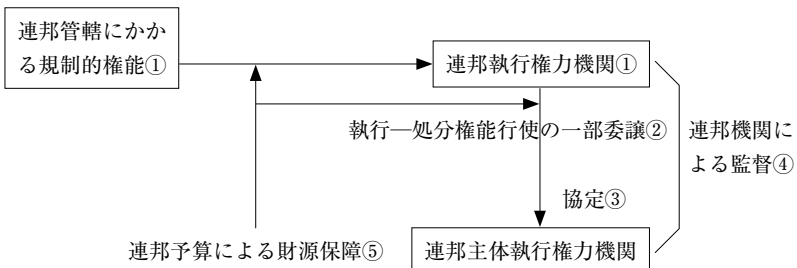 連邦管轄にかか
る規制的権能①
連邦執行権力機関①
執行―処分権能行使の一部委譲②
連邦機関に
よる監督④
協定③
連邦予算による財源保障⑤
連邦主体執行権力機関